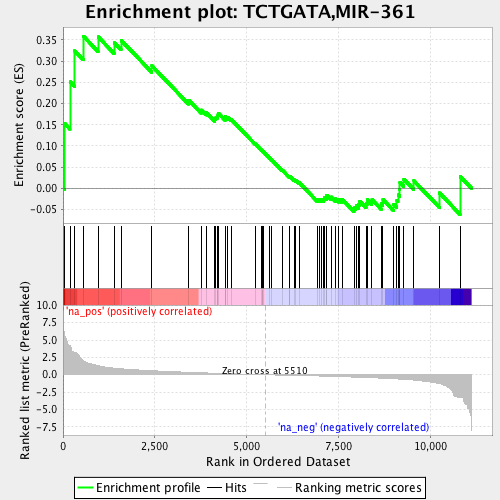 Enrichment plot: TCTGATA,MIR-361
Enrichment score (ES)
0.35
0.30
0.25
0.20
0.15
0.10
0.05
0.00
-0.05
'na_pos' (positively correlated)
Ranked list metric (PreRanked)
10.0
7.5
5.0
2.5
0.0
-2.5
-5.0
-7.5
Zero cross at 5510
'na_neg' (negatively correlated)
0
2,500
5,000
7,500
10,000
Rank in Ordered Dataset
Enrichment profile
Hits
Ranking metric scores